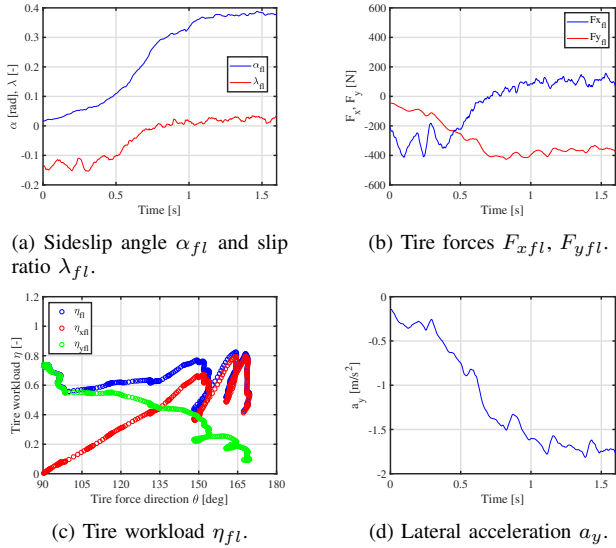 0.4
0.3
0.2
0.1
0
-0.1
0.2
α [rad], λ [-]
α_fl
λ_fl
0 0.5 1 1.5
Time [s]
600
400
200
0
-200
-400
-600
F_x, F_y [N]
Fx_fl
Fy_fl
0 0.5 1 1.5
Time [s]
(a) Sideslip angle α_fl and slip
ratio λ_fl.
(b) Tire forces F_xfl, F_yfl.
1.2
1
0.8
0.6
0.4
0.2
0
Tire workload η [-]
η_fl
η_xfl
η_yfl
90 105 120 135 150 165 180
Tire force direction θ [deg]
0
-0.5
-1
-1.5
-2
a_y [m/s²]
0 0.5 1 1.5
Time [s]
(c) Tire workload η_fl.
(d) Lateral acceleration a_y.